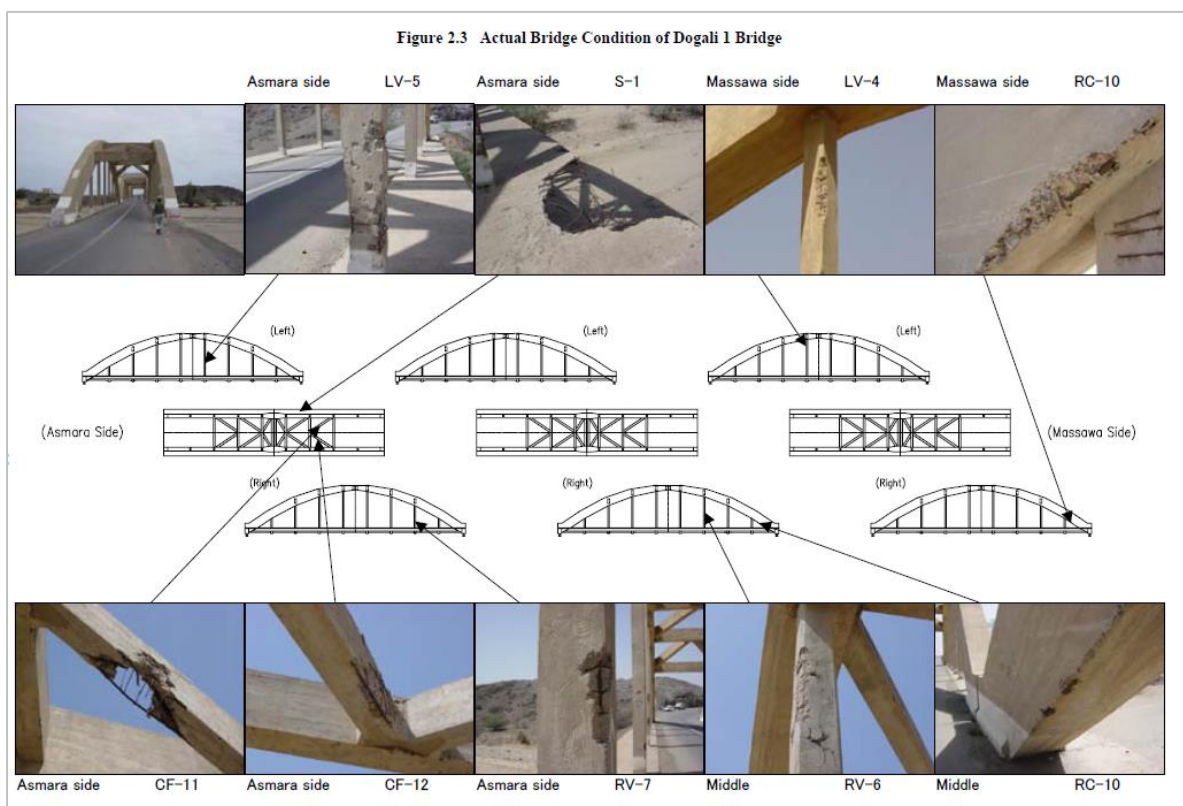 Figure 2.3 Actual Bridge Condition of Dogali 1 Bridge
Asmara side LV-5 Asmara side S-1 Massawa side LV-4 Massawa side RC-10
(Left) (Left) (Left)
(Asmara Side) (Massawa Side)
(Right) (Right) (Right)
Asmara side CF-11 Asmara side CF-12 Asmara side RV-7 Middle RV-6 Middle RC-10